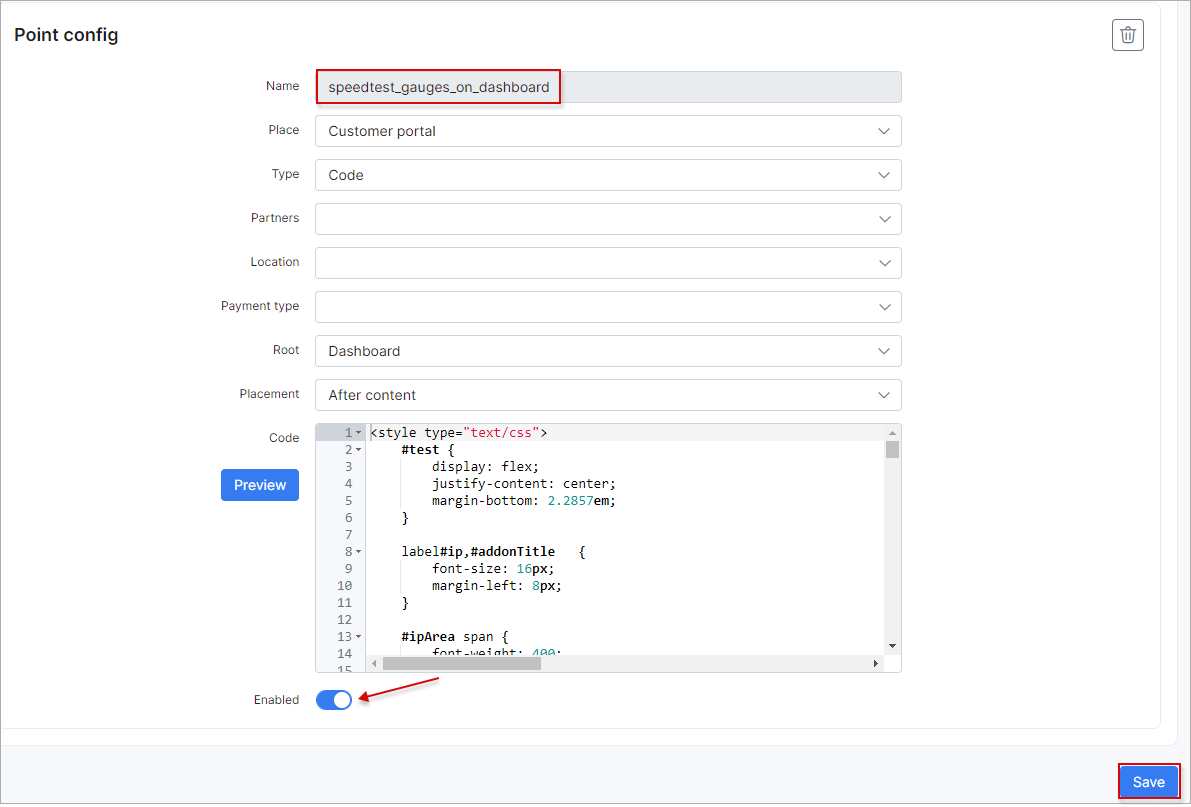 Point config
Name speedtest_gauges_on_dashboard
Place Customer portal
Type Code
Partners
Location
Payment type
Root Dashboard
Placement After content
Code
Preview
1 <style type="text/css">
2 #test {
3 display: flex;
4 justify-content: center;
5 margin-bottom: 2.2857em;
6 }
7
8 label#ip,#addonTitle {
9 font-size: 16px;
10 margin-left: 8px;
11 }
12
13 #ipArea span {
14 font-weight: 400;
15
Enabled
Save